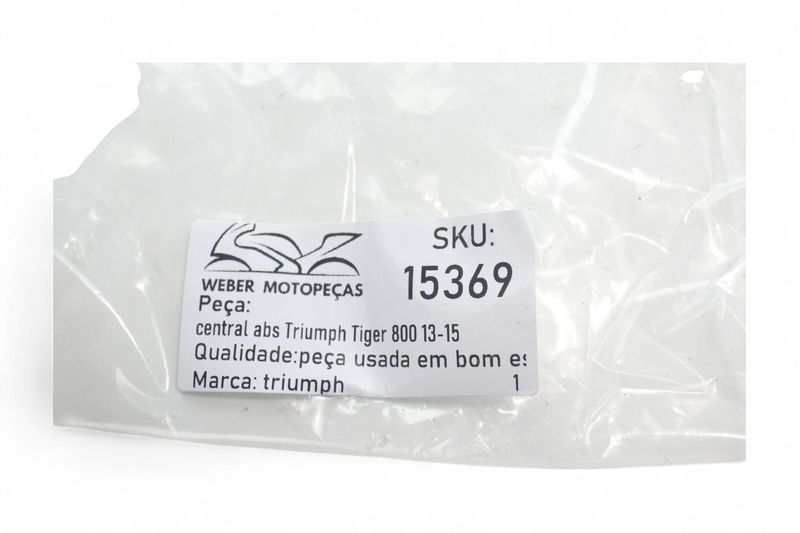 SKU:
15369
WEBER MOTOPEÇAS
Peça:
central abs Triumph Tiger 800 13-15
Qualidade:peça usada em bom es
Marca: triumph 1